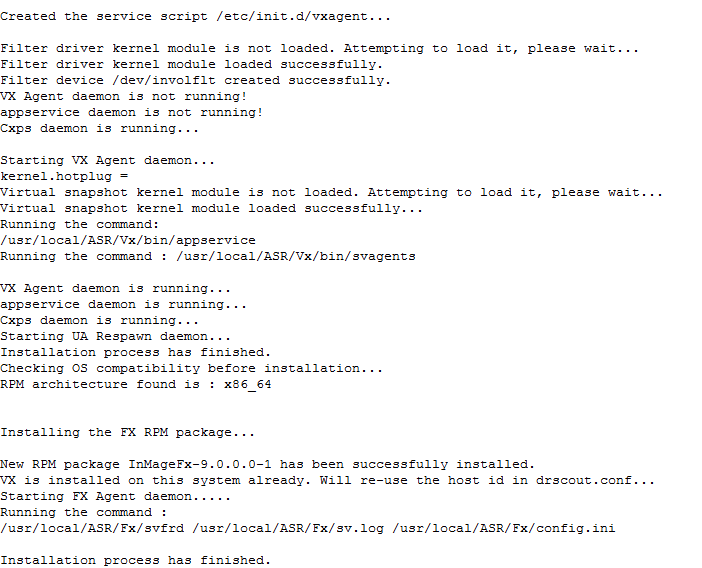 Created the service script /etc/init.d/vxagent...
Filter driver kernel module is not loaded. Attempting to load it, please wait...
Filter driver kernel module loaded successfully.
Filter device /dev/involflt created successfully.
VX Agent daemon is not running!
appservice daemon is not running!
Cxps daemon is running...
Starting VX Agent daemon...
kernel.hotplug =
Virtual snapshot kernel module is not loaded. Attempting to load it, please wait...
Virtual snapshot kernel module loaded successfully...
Running the command:
/usr/local/ASR/Vx/bin/appservice
Running the command : /usr/local/ASR/Vx/bin/svagents
VX Agent daemon is running...
appservice daemon is running...
Cxps daemon is running...
Starting UA Respawn daemon...
Installation process has finished.
Checking OS compatibility before installation...
RPM architecture found is : x86_64
Installing the FX RPM package...
New RPM package InMageFx-9.0.0.0-1 has been successfully installed.
VX is installed on this system already. Will re-use the host id in drscout.conf...
Starting FX Agent daemon.....
Running the command :
/usr/local/ASR/Fx/svfrd /usr/local/ASR/Fx/sv.log /usr/local/ASR/Fx/config.ini
Installation process has finished.